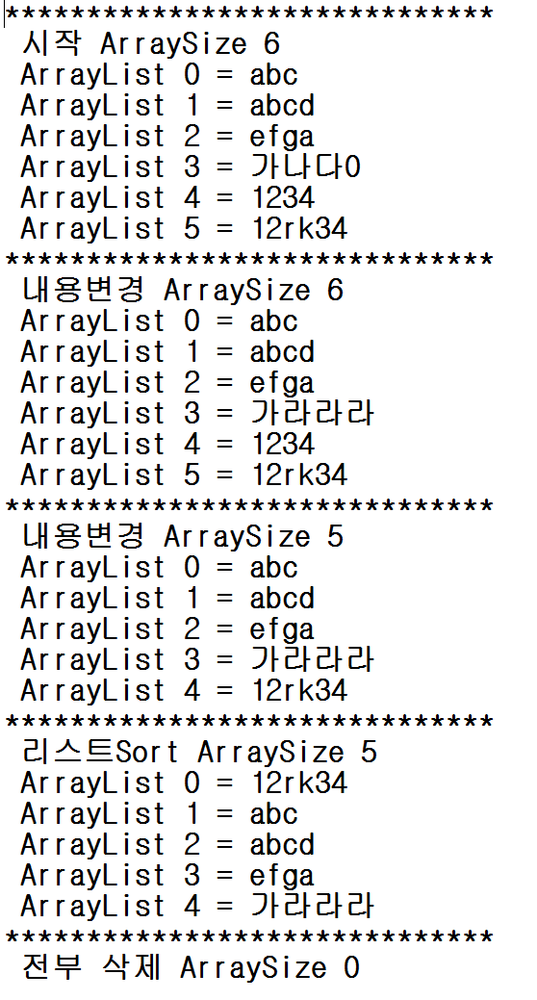 ******************************
시작 ArraySize 6
ArrayList 0 = abc
ArrayList 1 = abcd
ArrayList 2 = efga
ArrayList 3 = 가나다0
ArrayList 4 = 1234
ArrayList 5 = 12rk34
******************************
내용변경 ArraySize 6
ArrayList 0 = abc
ArrayList 1 = abcd
ArrayList 2 = efga
ArrayList 3 = 가라라라
ArrayList 4 = 1234
ArrayList 5 = 12rk34
******************************
내용변경 ArraySize 5
ArrayList 0 = abc
ArrayList 1 = abcd
ArrayList 2 = efga
ArrayList 3 = 가라라라
ArrayList 4 = 12rk34
******************************
리스트Sort ArraySize 5
ArrayList 0 = 12rk34
ArrayList 1 = abc
ArrayList 2 = abcd
ArrayList 3 = efga
ArrayList 4 = 가라라라
******************************
전부 삭제 ArraySize 0